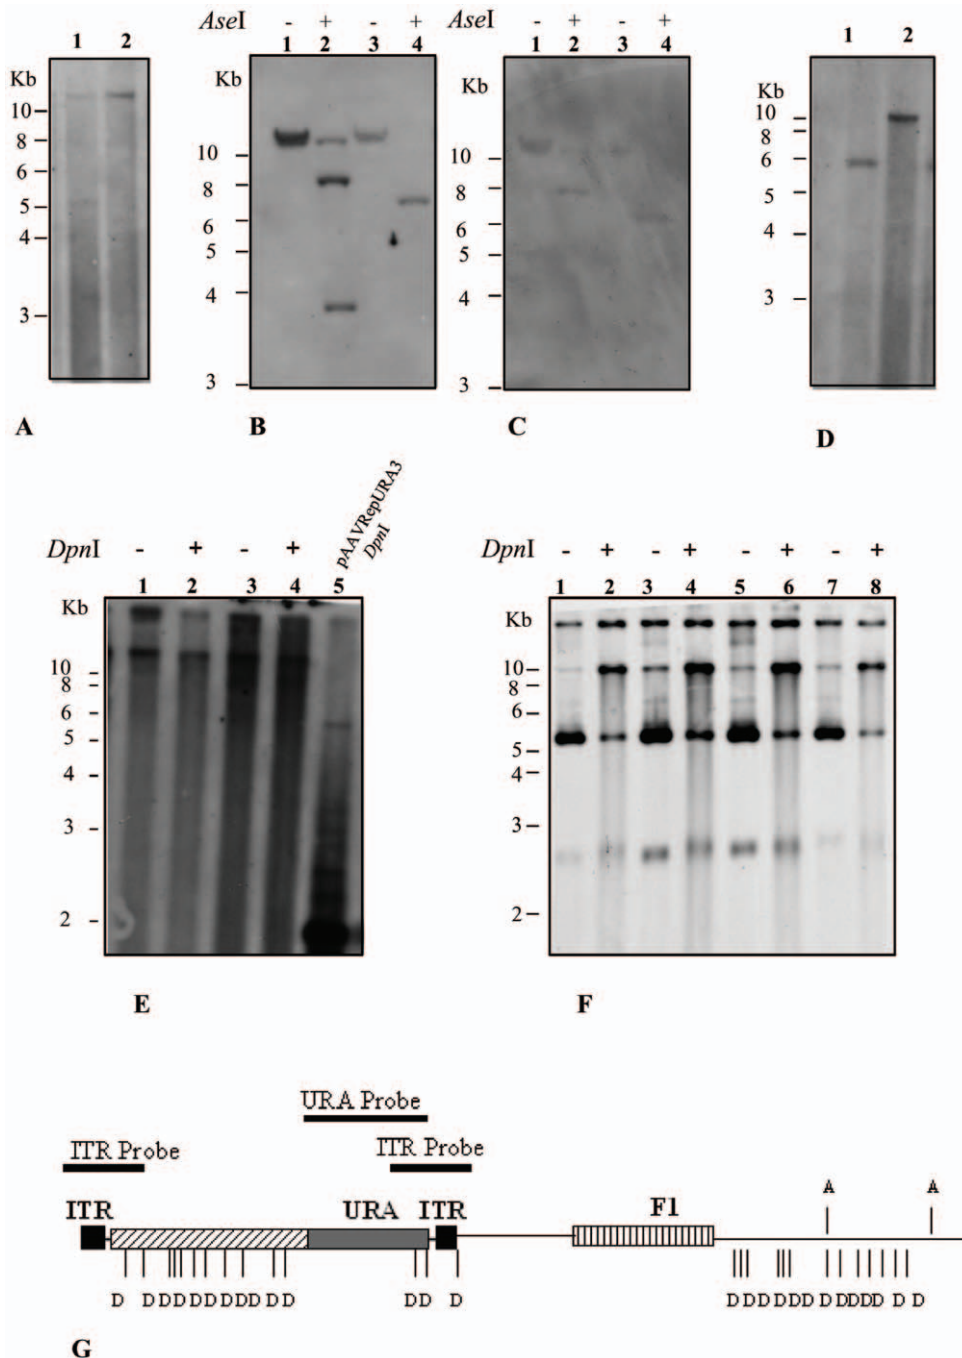 AseI - + - +
AseI - + - +
1 2
1 2 3 4
1 2 3 4
1 2
Kb
10
8
6
5
4
3
Kb
10
8
6
5
4
3
Kb
10
8
6
5
4
3
Kb
10
8
6
5
4
3
A
B
C
D
pAAVRepURA3
DpnI
DpnI - + - +
1 2 3 4 5
Kb
10
8
6
5
4
3
2
DpnI - + - + - + - +
1 2 3 4 5 6 7 8
Kb
10
8
6
5
4
3
2
E
F
URA Probe
ITR Probe
ITR Probe
A A
ITR URA ITR F1
D D D D D D D D D D D D D D D D D D D D D D D D D D
G